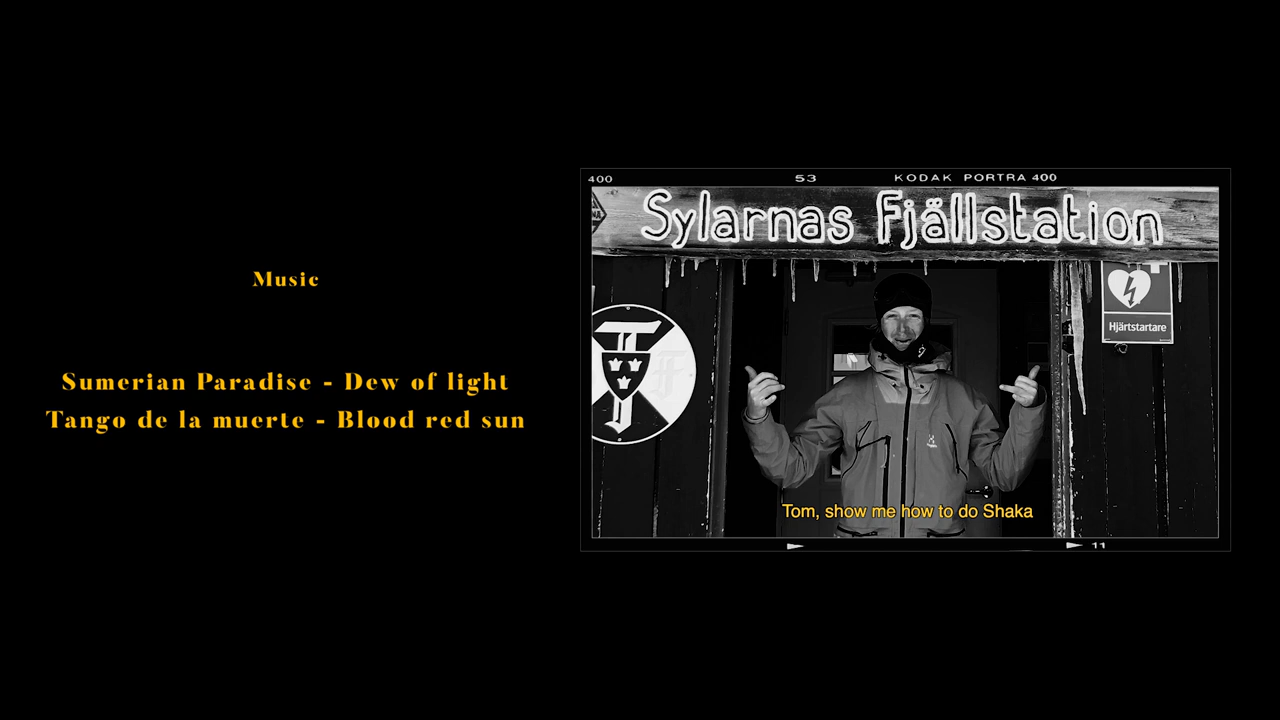 Music
Sumerian Paradise - Dew of light
Tango de la muerte - Blood red sun
400 53 KODAK PORTRA 400
Sylarnas Fjällstation
Hjärtstartare
Tom, show me how to do Shaka
11